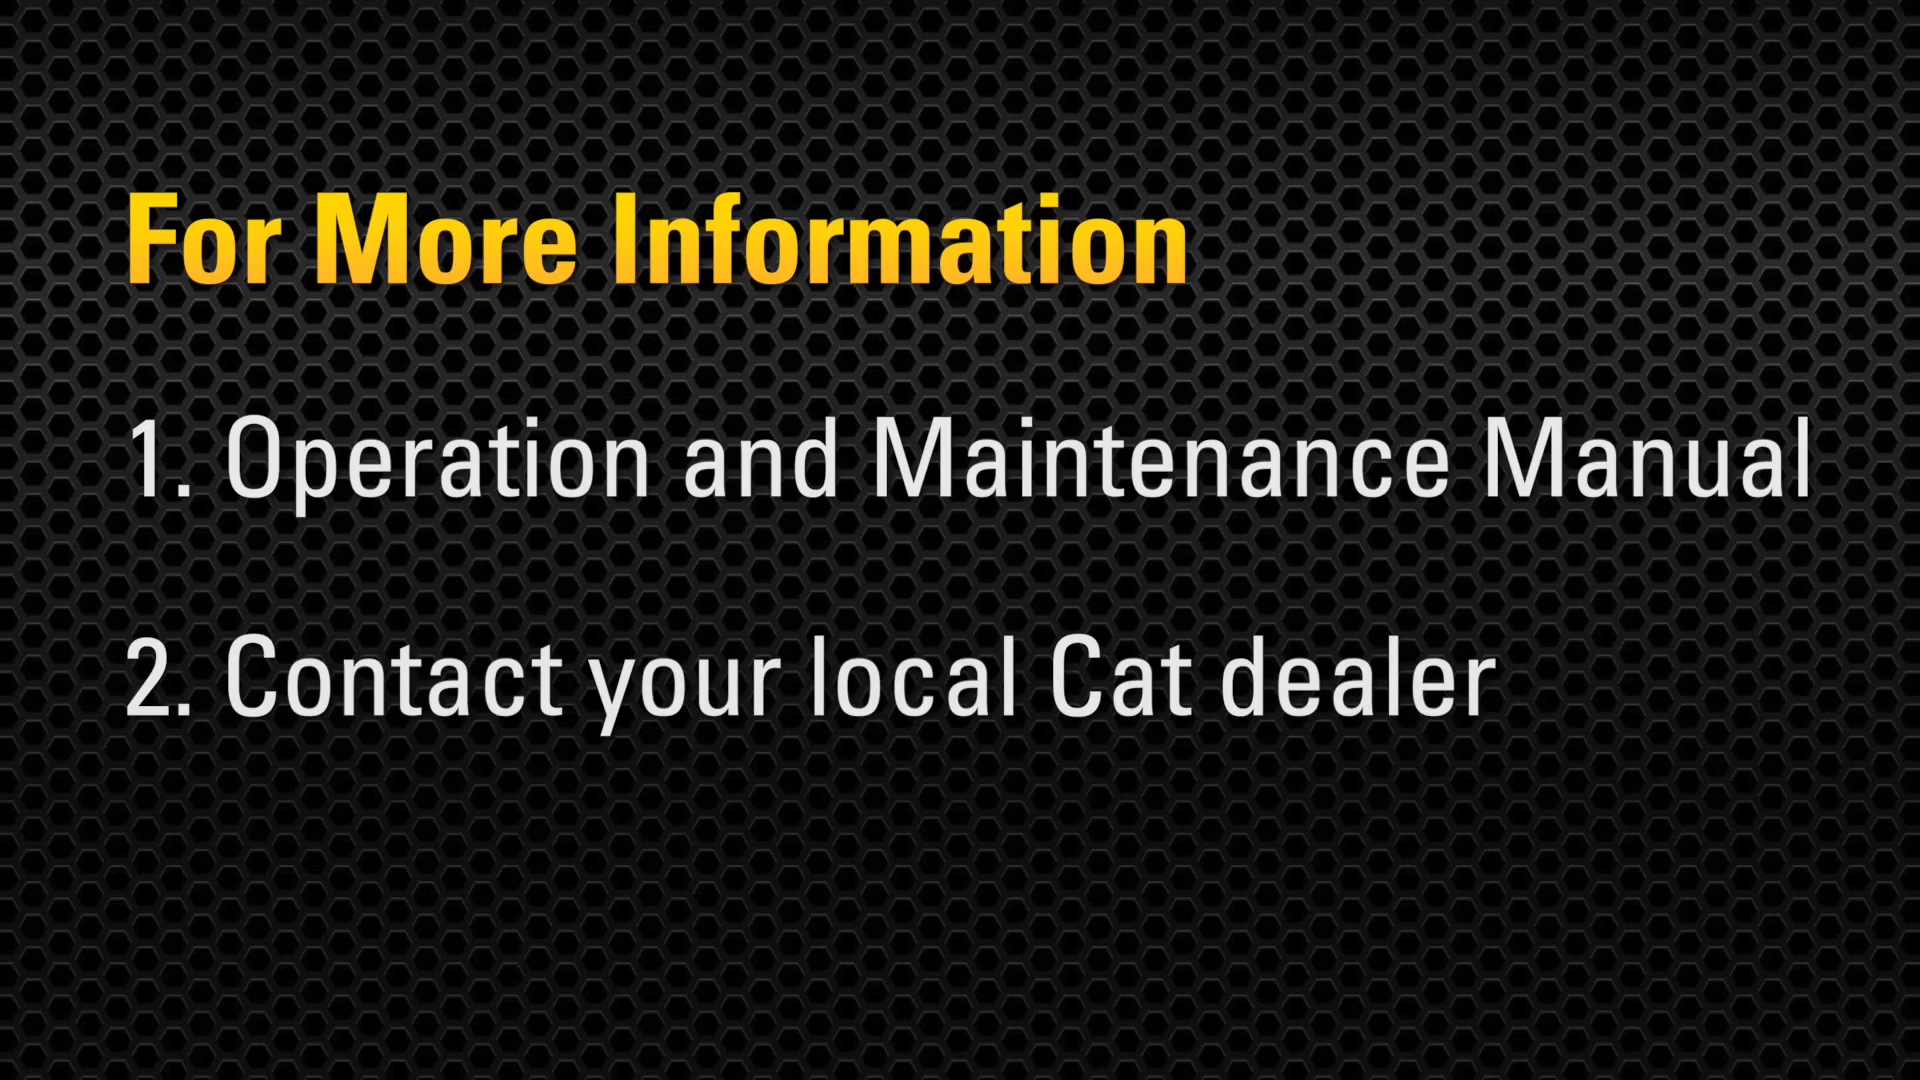 For More Information
1. Operation and Maintenance Manual
2. Contact your local Cat dealer